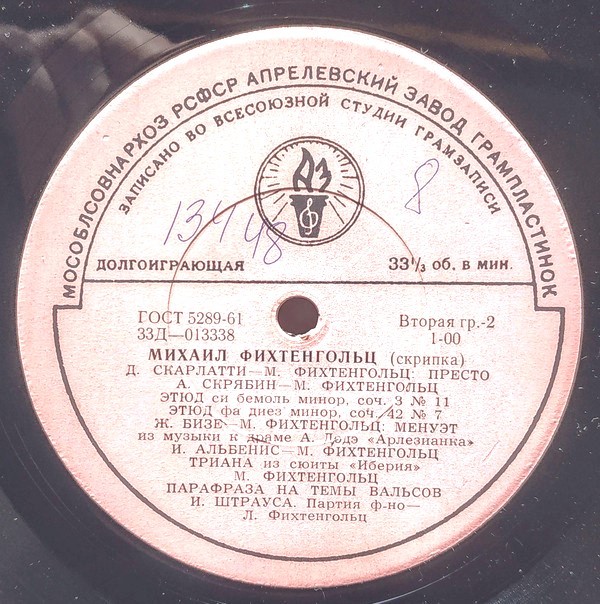 МОСОБЛСОВНАРХОЗ РСФСР АПРЕЛЕВСКИЙ ЗАВОД ГРАМПЛАСТИНОК
ЗАПИСАНО ВО ВСЕСОЮЗНОЙ СТУДИИ ГРАМЗАПИСИ
АЗ
13448
8
ДОЛГОИГРАЮЩАЯ 33⅓ об. в мин.
ГОСТ 5289-61 Вторая гр.-2
33Д—013338 1-00
МИХАИЛ ФИХТЕНГОЛЬЦ (скрипка)
Д. СКАРЛАТТИ—М. ФИХТЕНГОЛЬЦ: ПРЕСТО
А. СКРЯБИН—М. ФИХТЕНГОЛЬЦ
ЭТЮД си бемоль минор, соч. 3 № 11
ЭТЮД фа диез минор, соч. 42 № 7
Ж. БИЗЕ—М. ФИХТЕНГОЛЬЦ: МЕНУЭТ
из музыки к драме А. Додэ «Арлезианка»
И. АЛЬБЕНИС—М. ФИХТЕНГОЛЬЦ
ТРИАНА из сюиты «Иберия»
М. ФИХТЕНГОЛЬЦ
ПАРАФРАЗА НА ТЕМЫ ВАЛЬСОВ
И. ШТРАУСА. Партия ф-но—
Л. Фихтенгольц